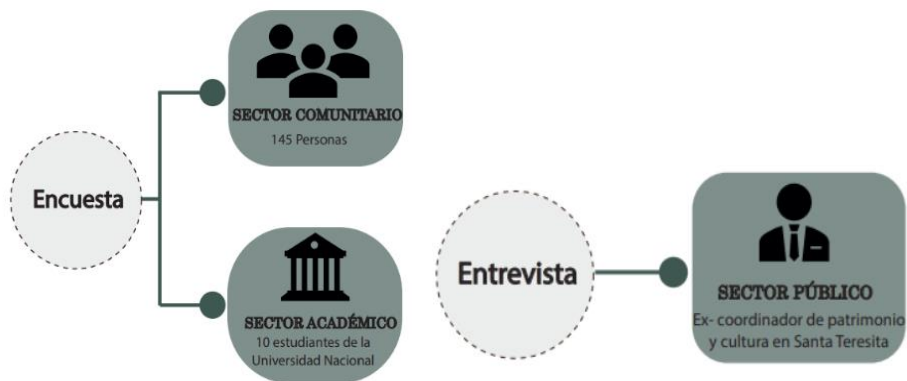 Encuesta
SECTOR COMUNITARIO
145 Personas
SECTOR ACADÉMICO
10 estudiantes de la
Universidad Nacional
Entrevista
SECTOR PÚBLICO
Ex- coordinador de patrimonio
y cultura en Santa Teresita